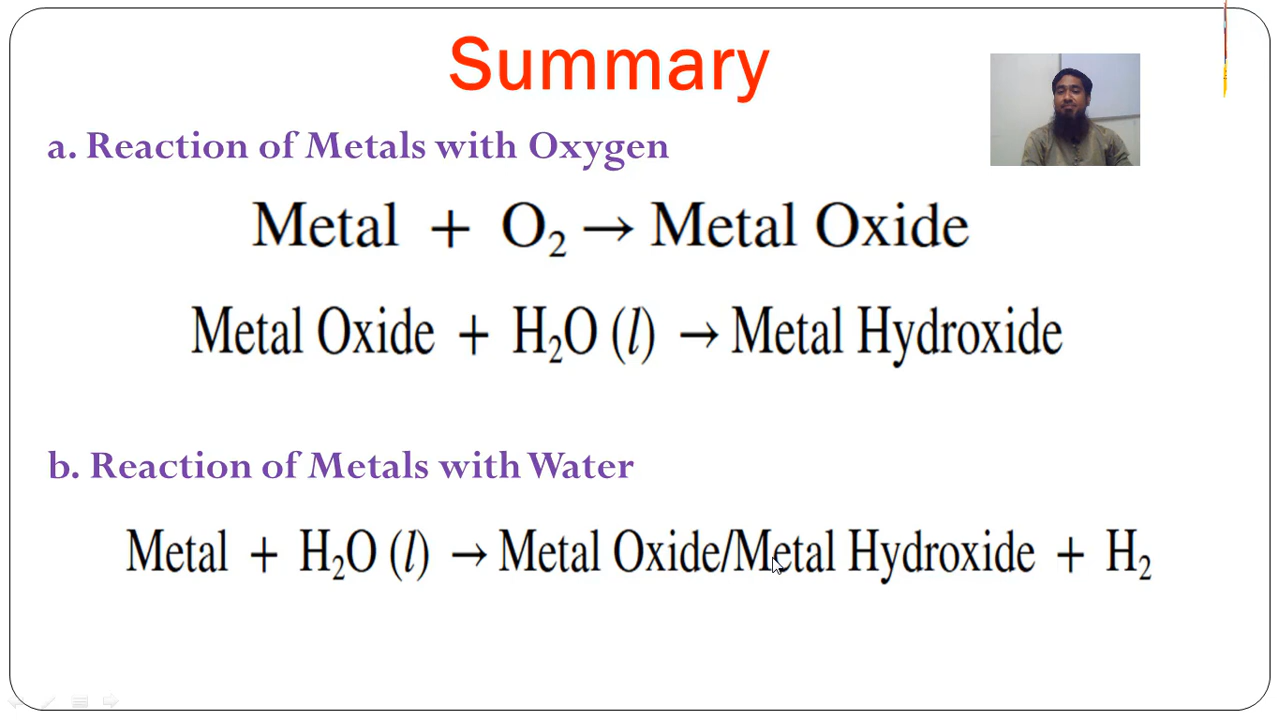 Summary
a. Reaction of Metals with Oxygen
Metal + O₂ → Metal Oxide
Metal Oxide + H₂O (l) → Metal Hydroxide
b. Reaction of Metals with Water
Metal + H₂O (l) → Metal Oxide/Metal Hydroxide + H₂